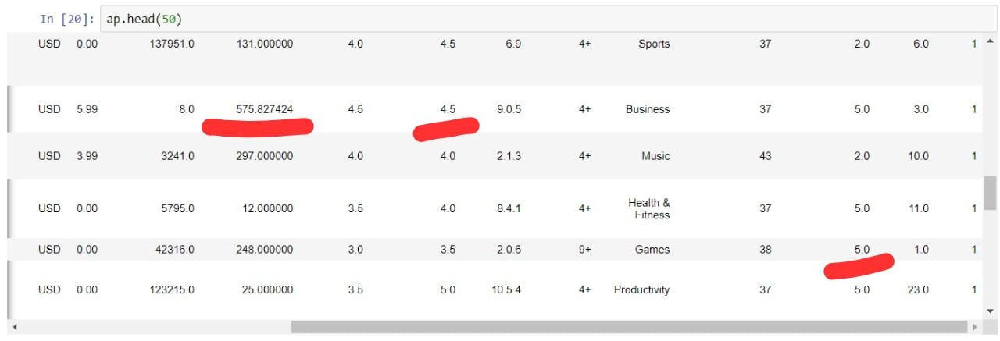 In [20]: ap.head(50)
USD 0.00 137951.0 131.000000 4.0 4.5 6.9 4+ Sports 37 2.0 6.0 1
USD 5.99 8.0 575.827424 4.5 4.5 9.0.5 4+ Business 37 5.0 3.0 1
USD 3.99 3241.0 297.000000 4.0 4.0 2.1.3 4+ Music 43 2.0 10.0 1
USD 0.00 5795.0 12.000000 3.5 4.0 8.4.1 4+ Health & Fitness 37 5.0 11.0 1
USD 0.00 42316.0 248.000000 3.0 3.5 2.0.6 9+ Games 38 5.0 1.0 1
USD 0.00 123215.0 25.000000 3.5 5.0 10.5.4 4+ Productivity 37 5.0 23.0 1